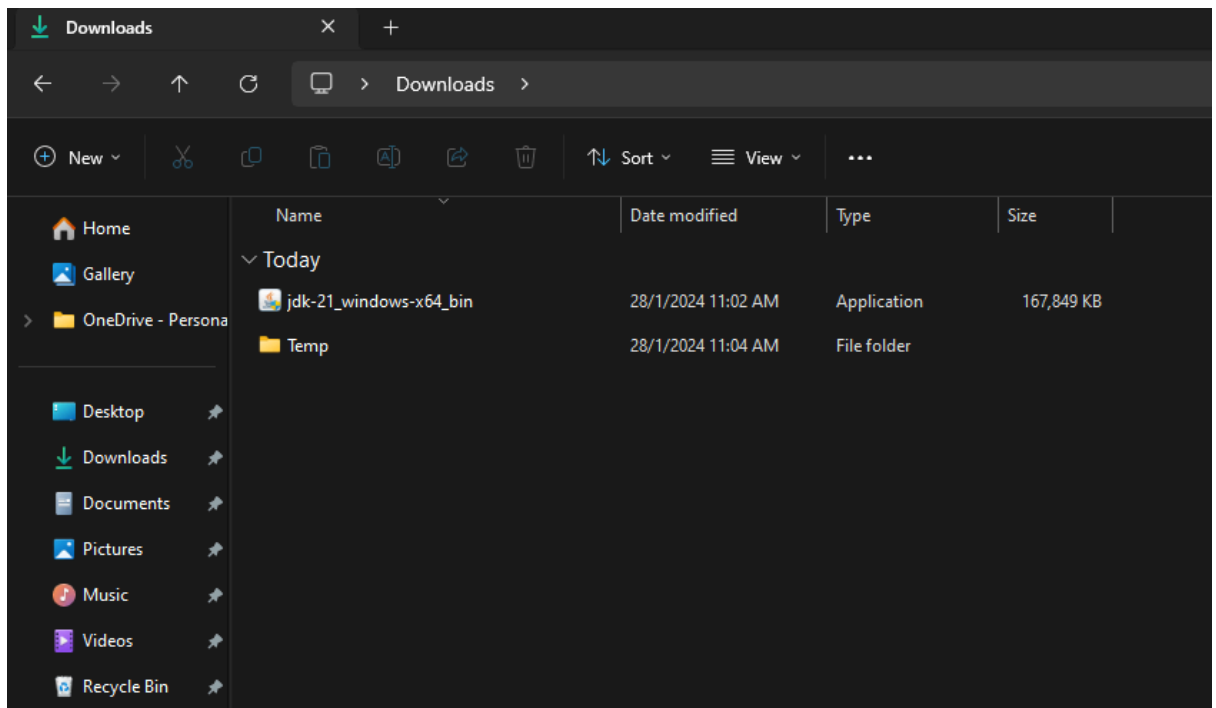 Downloads
Downloads
New
Sort
View
Home
Gallery
OneDrive - Persona
Desktop
Downloads
Documents
Pictures
Music
Videos
Recycle Bin
Name Date modified Type Size
Today
jdk-21_windows-x64_bin 28/1/2024 11:02 AM Application 167,849 KB
Temp 28/1/2024 11:04 AM File folder